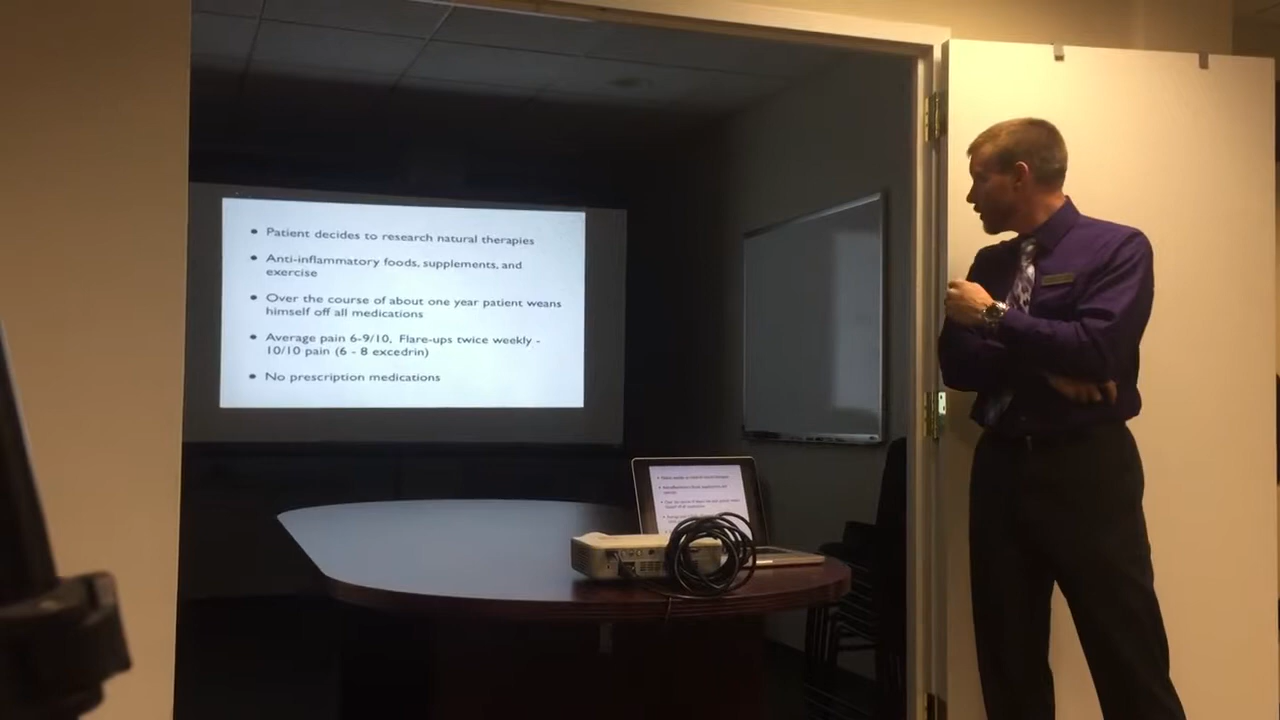 • Patient decides to research natural therapies
• Anti-inflammatory foods, supplements, and
exercise
• Over the course of about one year patient weans
himself off all medications
• Average pain 6-9/10, Flare-ups twice weekly -
10/10 pain (6 - 8 excedrin)
• No prescription medications